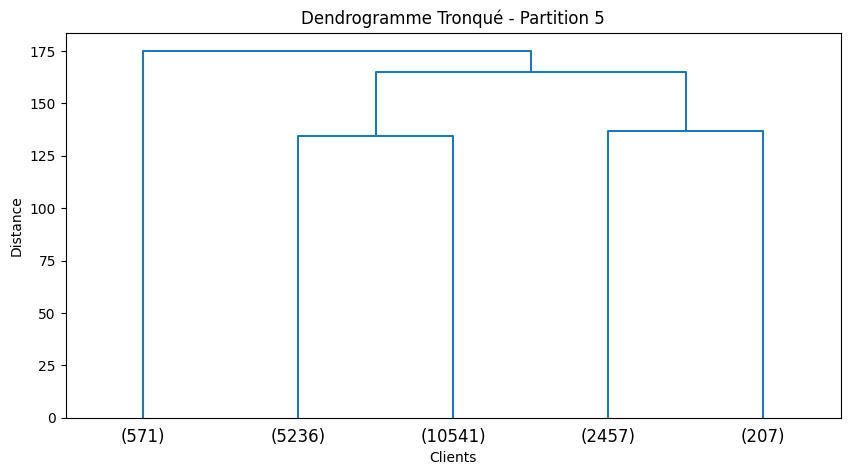 Dendrogramme Tronqué - Partition 5
175
150
125
100
75
50
25
0
Distance
(571) (5236) (10541) (2457) (207)
Clients